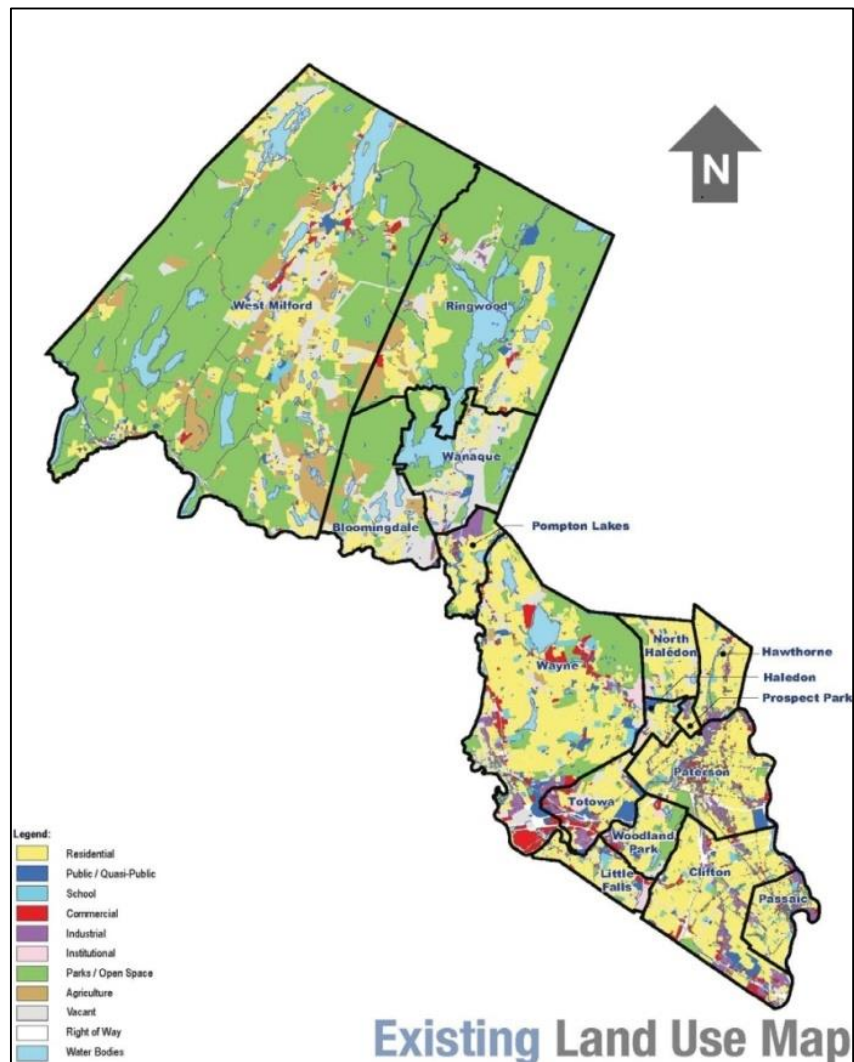 N
West Milford
Ringwood
Wanaque
Bloomingdale
Pompton Lakes
North
Haledon
Hawthorne
Wayne
Haledon
Prospect Park
Paterson
Totowa
Woodland
Park
Little
Falls
Clifton
Passaic
Legend:
Residential
Public / Quasi-Public
School
Commercial
Industrial
Institutional
Parks / Open Space
Agriculture
Vacant
Right of Way
Water Bodies
Existing Land Use Map